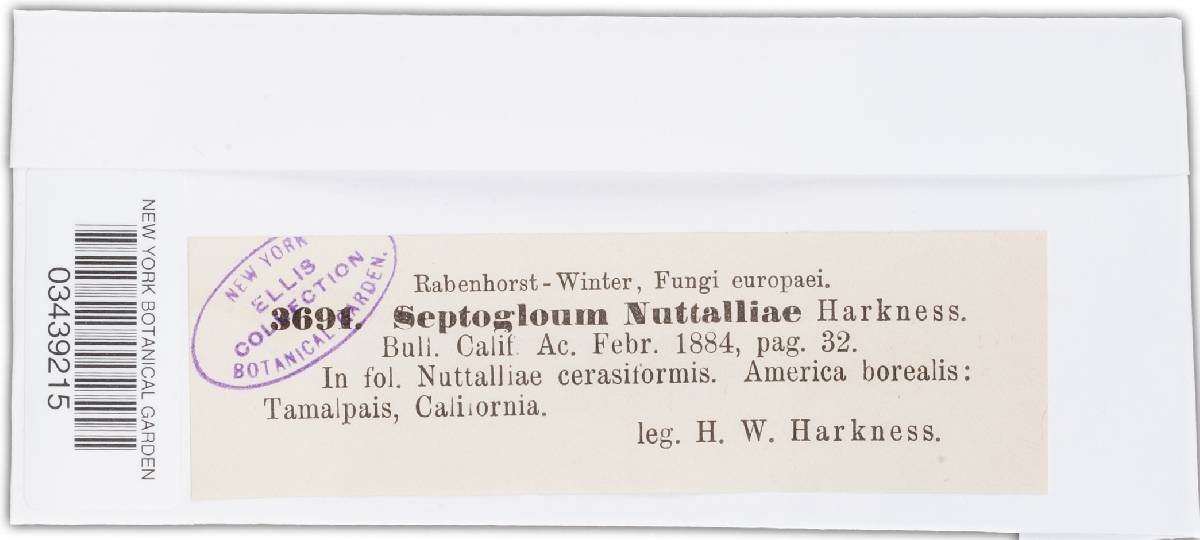 NEW YORK BOTANICAL GARDEN
03439215
NEW YORK
ELLIS
COLLECTION
BOTANICAL GARDEN.
Rabenhorst-Winter, Fungi europaei.
3691. Septogloum Nuttalliae Harkness.
Bull. Calif. Ac. Febr. 1884, pag. 32.
In fol. Nuttalliae cerasiformis. America borealis:
Tamalpais, California.
leg. H. W. Harkness.